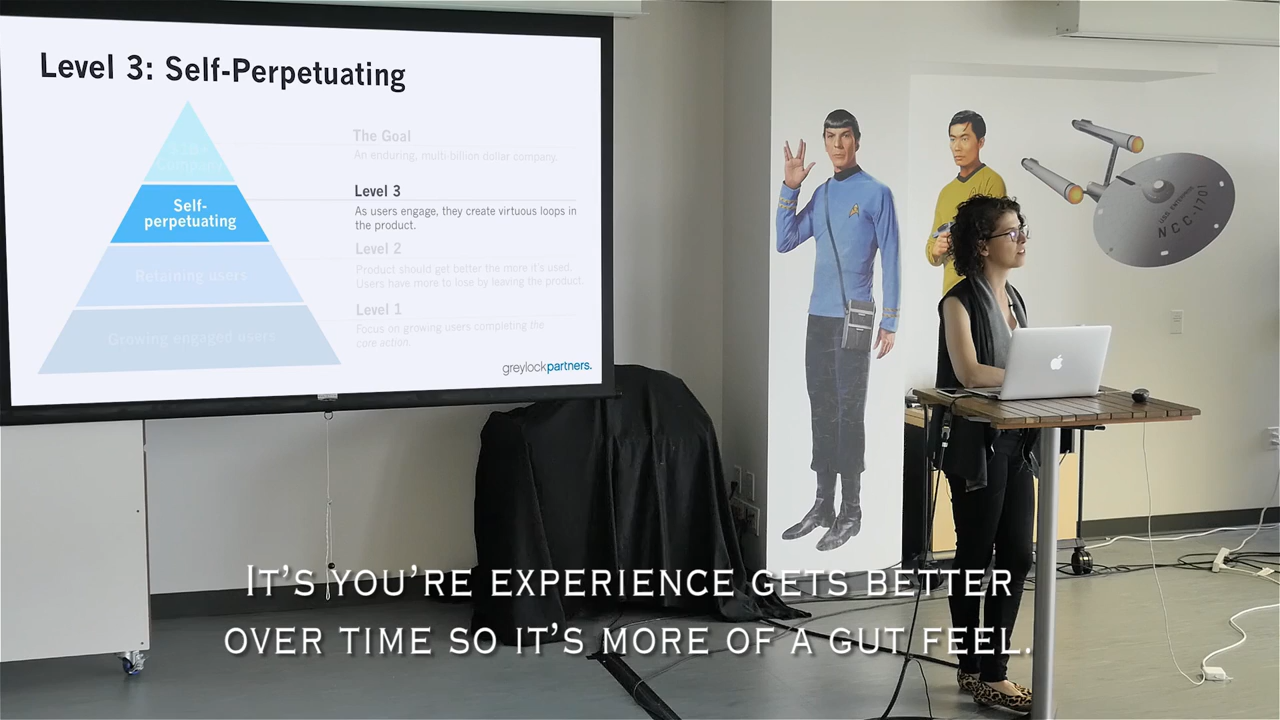 Level 3: Self-Perpetuating
$1B+
Company
Self-
perpetuating
Retaining users
Growing engaged users
The Goal
An enduring, multi-billion dollar company.
Level 3
As users engage, they create virtuous loops in
the product.
Level 2
Product should get better the more it's used.
Users have more to lose by leaving the product.
Level 1
Focus on growing users completing the
core action.
greylockpartners.
U.S.S. ENTERPRISE
NCC-1701
IT'S YOU'RE EXPERIENCE GETS BETTER
OVER TIME SO IT'S MORE OF A GUT FEEL.